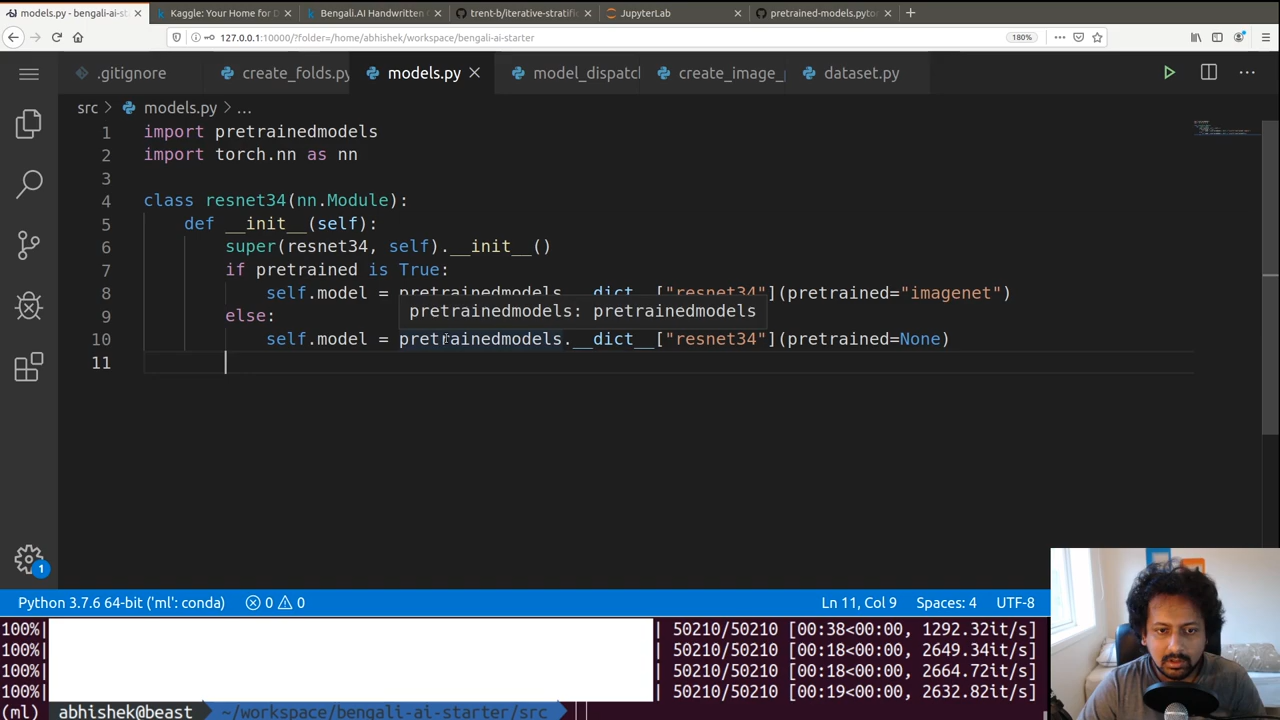 models.py - bengali-ai-sta
Kaggle: Your Home for D
Bengali.AI Handwritten
trent-b/iterative-stratifi
JupyterLab
pretrained-models.pyto
127.0.0.1:10000/?folder=/home/abhishek/workspace/bengali-ai-starter
180%
.gitignore
create_folds.py
models.py
model_dispatc
create_image_
dataset.py
src > models.py > ...
1 import pretrainedmodels
2 import torch.nn as nn
3
4 class resnet34(nn.Module):
5 def __init__(self):
6 super(resnet34, self).__init__()
7 if pretrained is True:
8 self.model = pretrainedmodels.__dict__["resnet34"](pretrained="imagenet")
pretrainedmodels: pretrainedmodels
9 else:
10 self.model = pretrainedmodels.__dict__["resnet34"](pretrained=None)
11
1
Python 3.7.6 64-bit ('ml': conda)
0 0
Ln 11, Col 9
Spaces: 4
UTF-8
100%| | 50210/50210 [00:38<00:00, 1292.32it/s]
100%| | 50210/50210 [00:18<00:00, 2649.34it/s]
100%| | 50210/50210 [00:18<00:00, 2664.72it/s]
100%| | 50210/50210 [00:19<00:00, 2632.82it/s]
(ml) abhishek@beast ~/workspace/bengali-ai-starter/src